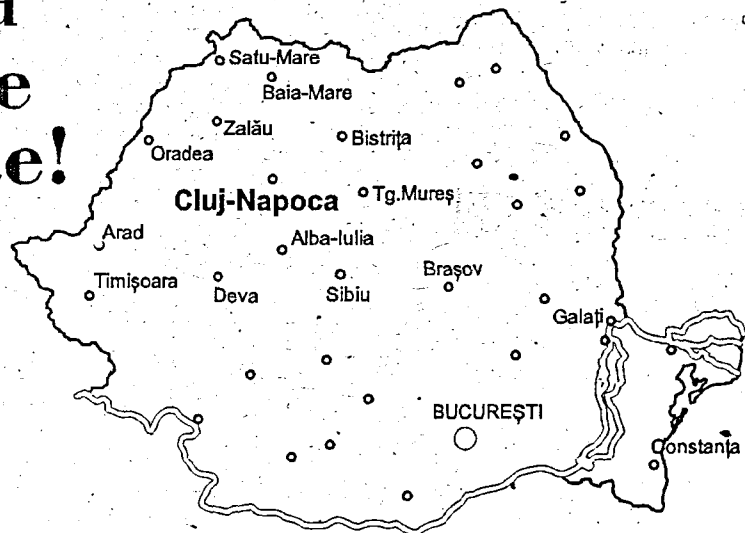 e!
Satu-Mare
Baia-Mare
Zalău
Bistrița
Oradea
Cluj-Napoca
Tg.Mureș
Arad
Alba-Iulia
Timișoara
Deva
Sibiu
Brașov
Galați
BUCUREȘTI
Constanța